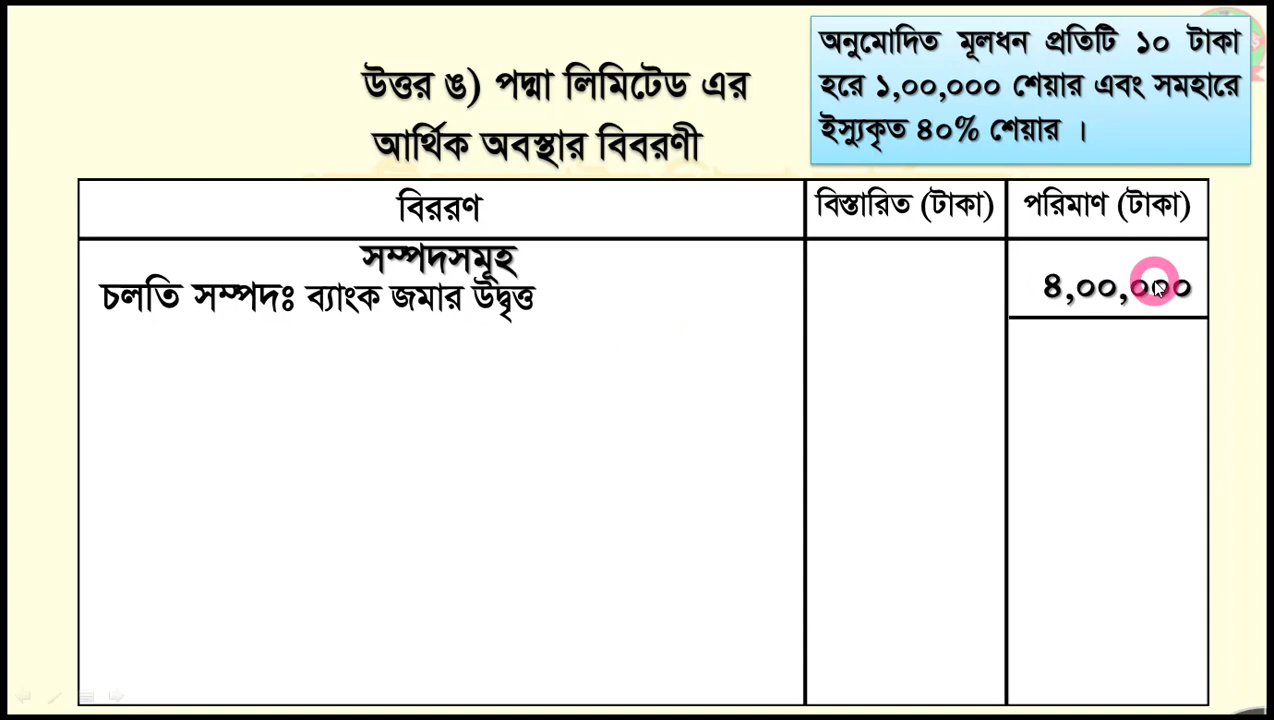 অনুমোদিত মূলধন প্রতিটি ১০ টাকা
হরে ১,০০,০০০ শেয়ার এবং সমহারে
ইস্যুকৃত ৪০% শেয়ার ।
উত্তর ঙ) পদ্মা লিমিটেড এর
আর্থিক অবস্থার বিবরণী
বিররণ বিস্তারিত (টাকা) পরিমাণ (টাকা)
সম্পদসমূহ
চলতি সম্পদঃ ব্যাংক জমার উদ্বৃত্ত ৪,০০,০০০